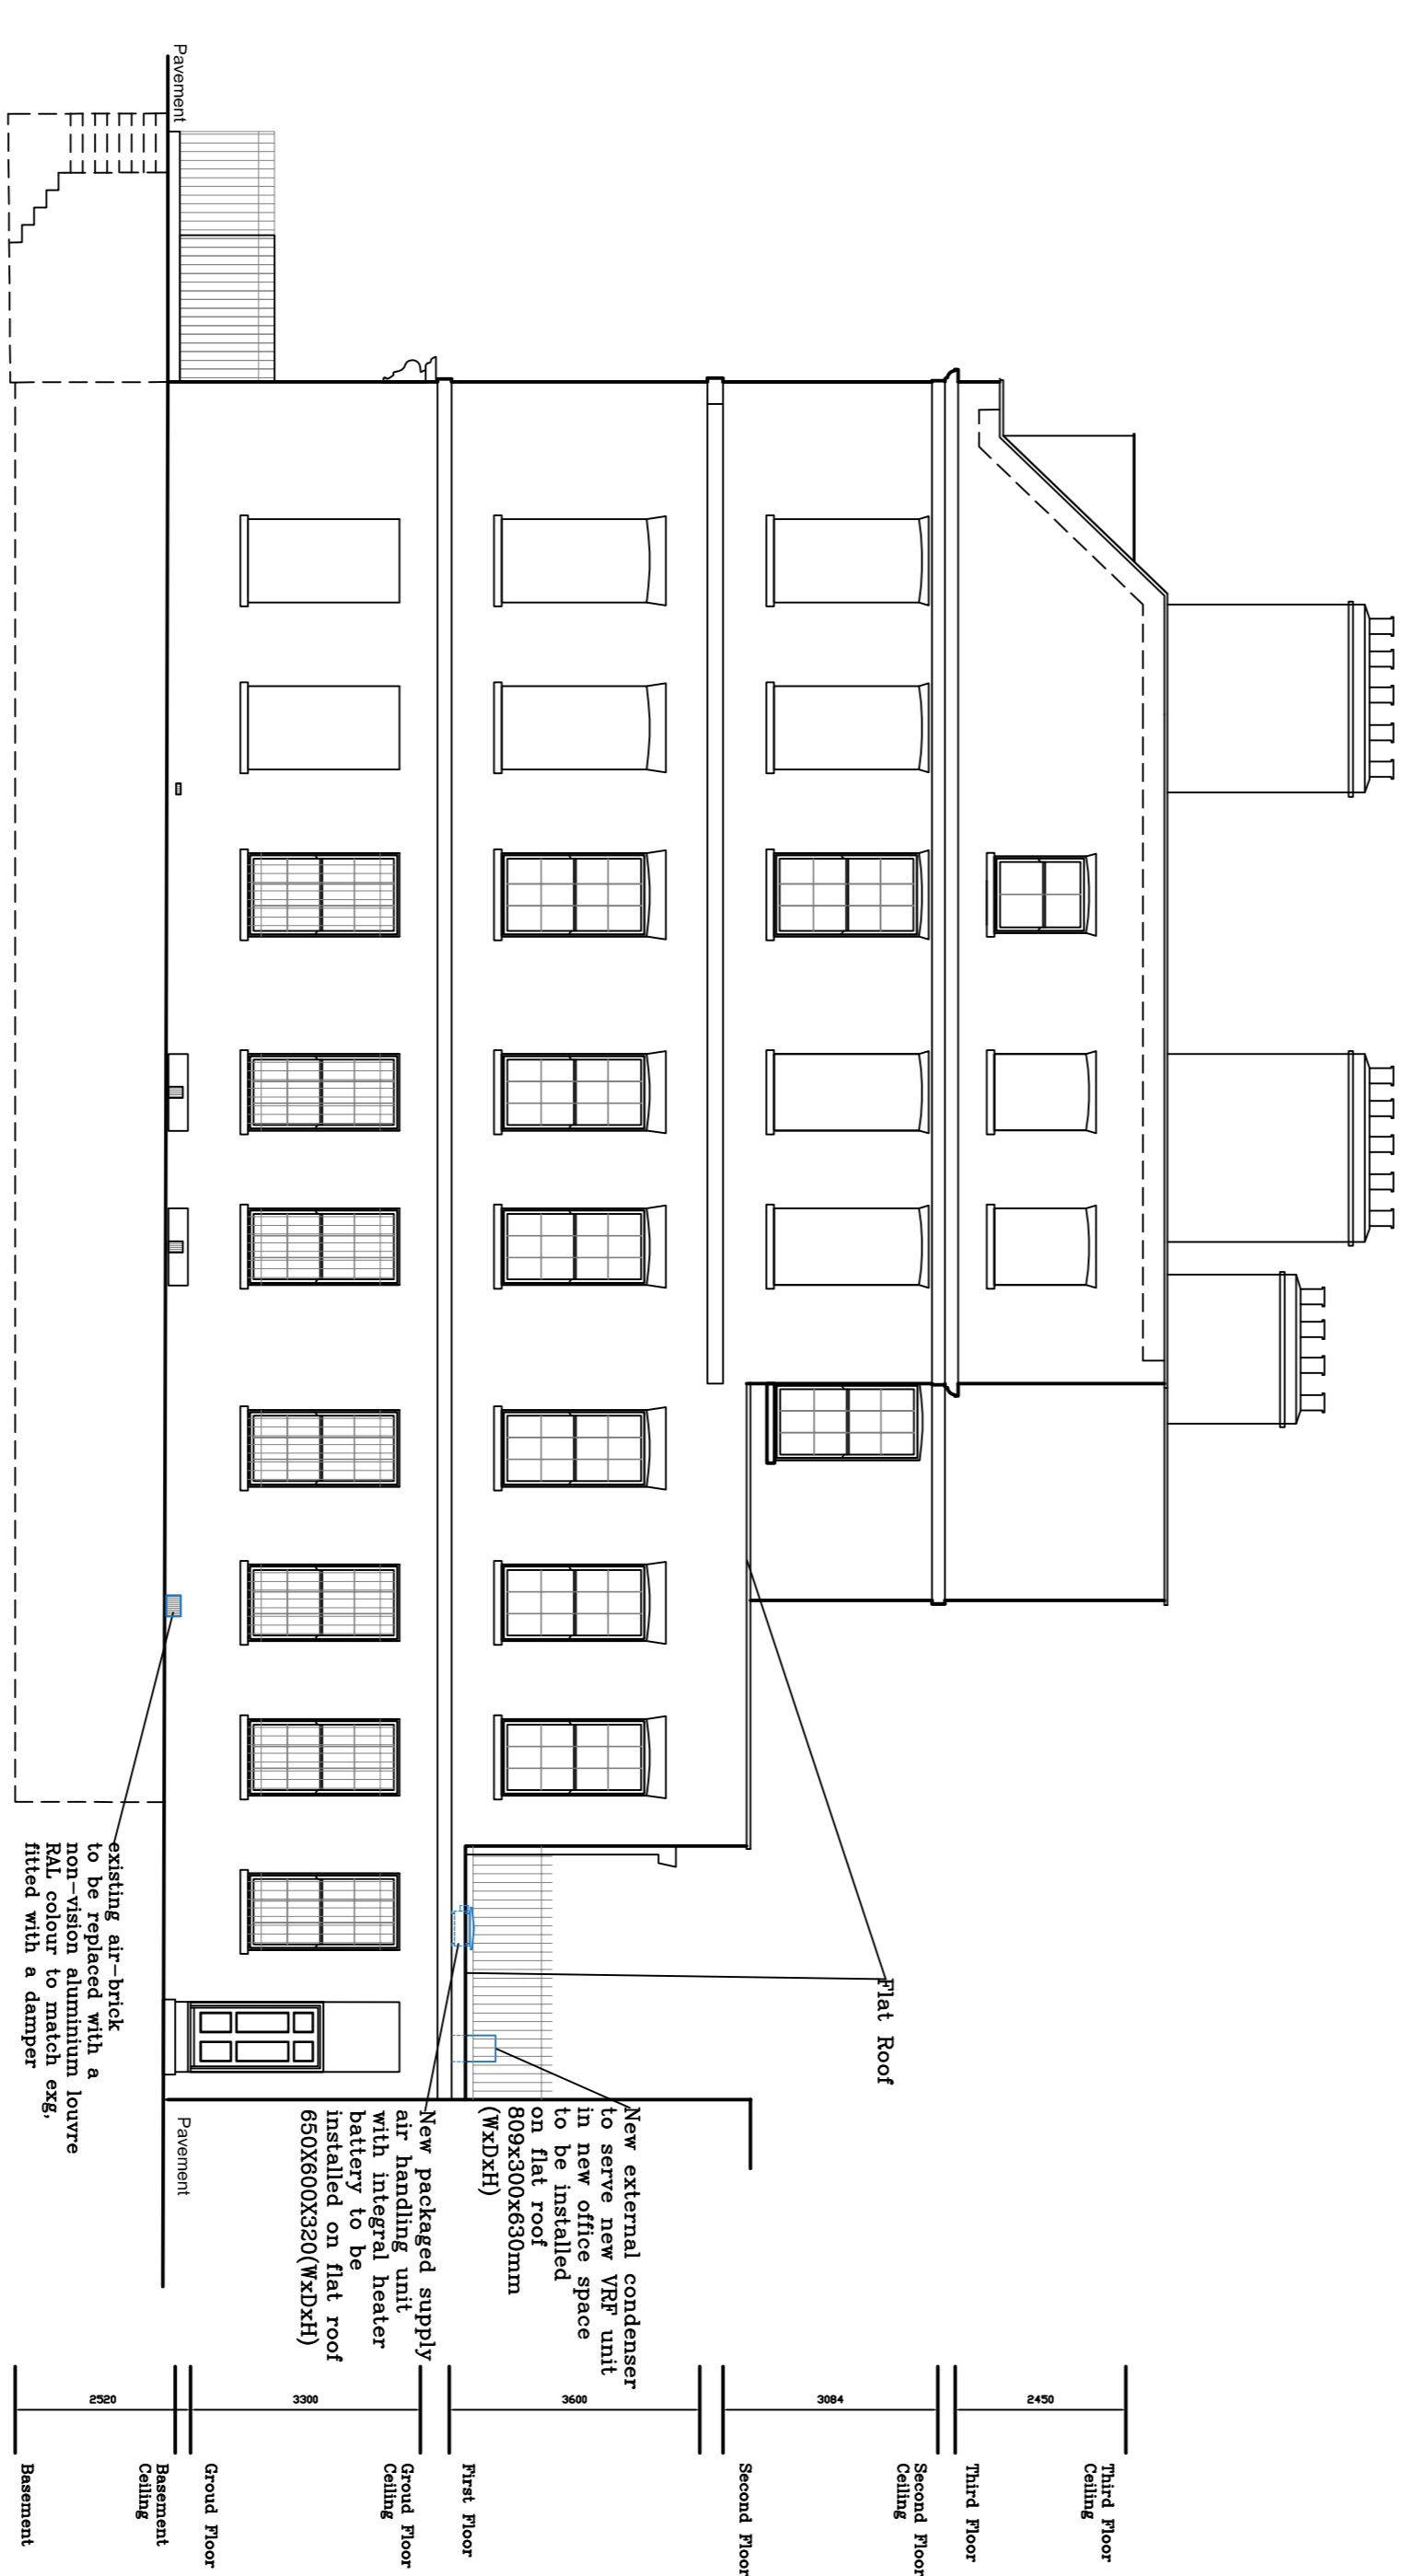 Pavement
Flat Roof
New external condenser
to serve new VRF unit
in new office space
to be installed
on flat roof
809x300x630mm
(WxDxH)
New packaged supply
air handling unit
with integral heater
battery to be
installed on flat roof
650X600X320(WxDxH)
Pavement
existing air-brick
to be replaced with a
non-vision aluminium louvre
RAL colour to match exg,
fitted with a damper
Third Floor
Ceiling
2450
Third Floor
Second Floor
Ceiling
3084
Second Floor
3600
First Floor
Groud Floor
Ceiling
3300
Groud Floor
Basement
Ceiling
2520
Basement